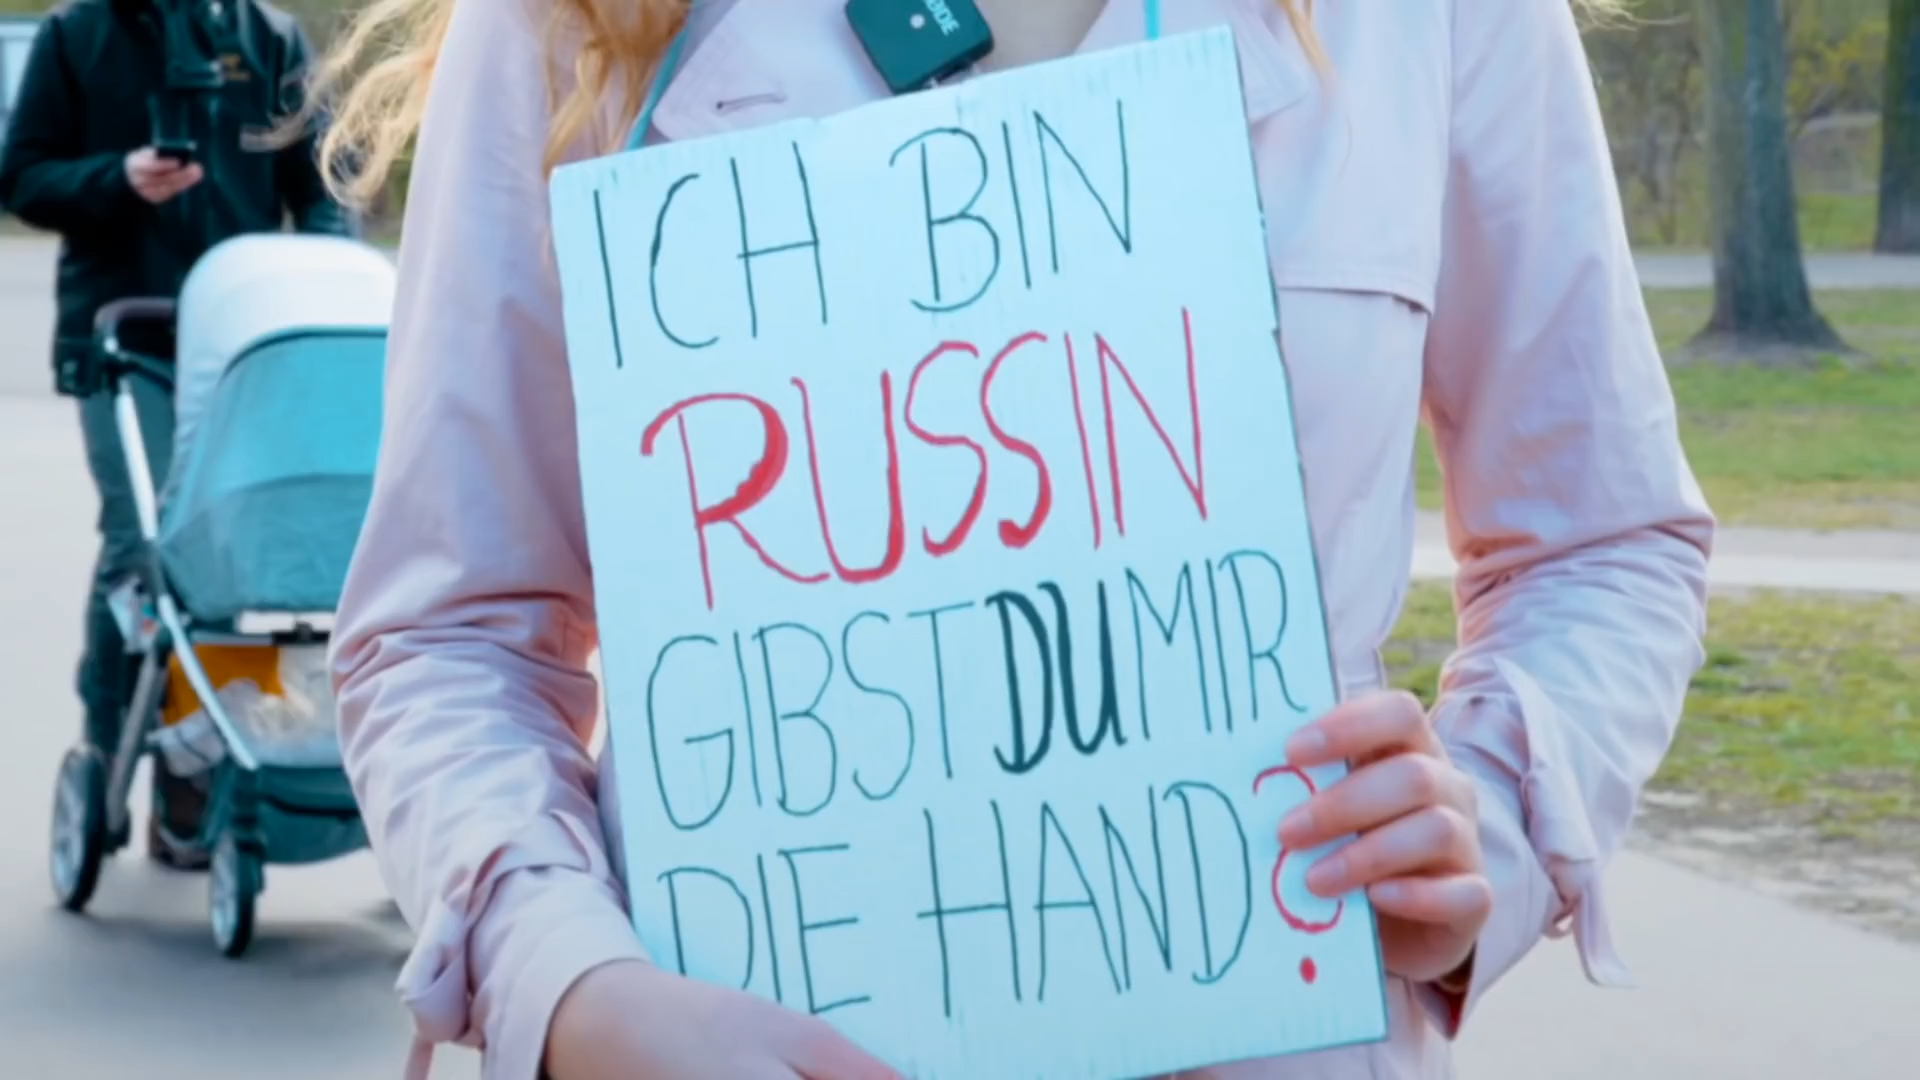 ICH BIN
RUSSIN
GIBST DU MIR
DIE HAND?